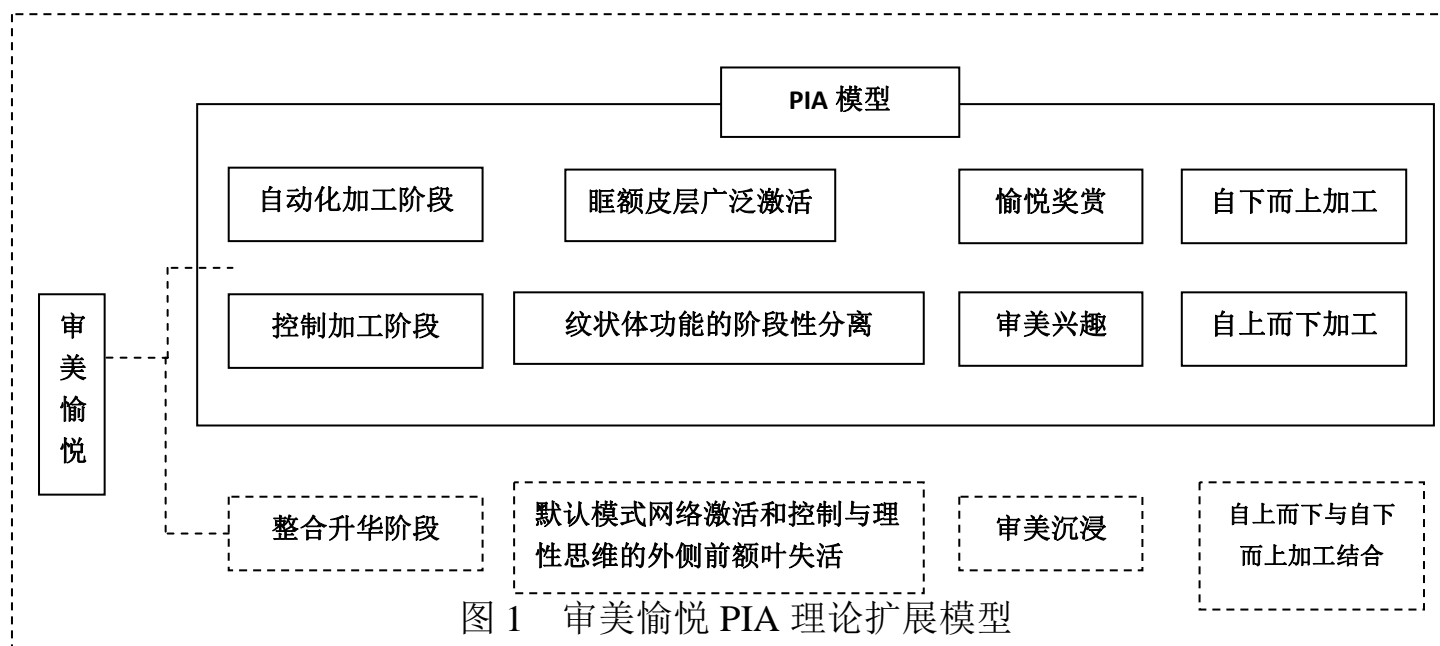 PIA 模型
自动化加工阶段
眶额皮层广泛激活
愉悦奖赏
自下而上加工
审美愉悦
控制加工阶段
纹状体功能的阶段性分离
审美兴趣
自上而下加工
整合升华阶段
默认模式网络激活和控制与理
性思维的外侧前额叶失活
审美沉浸
自上而下与自下
而上加工结合
图 1 审美愉悦 PIA 理论扩展模型